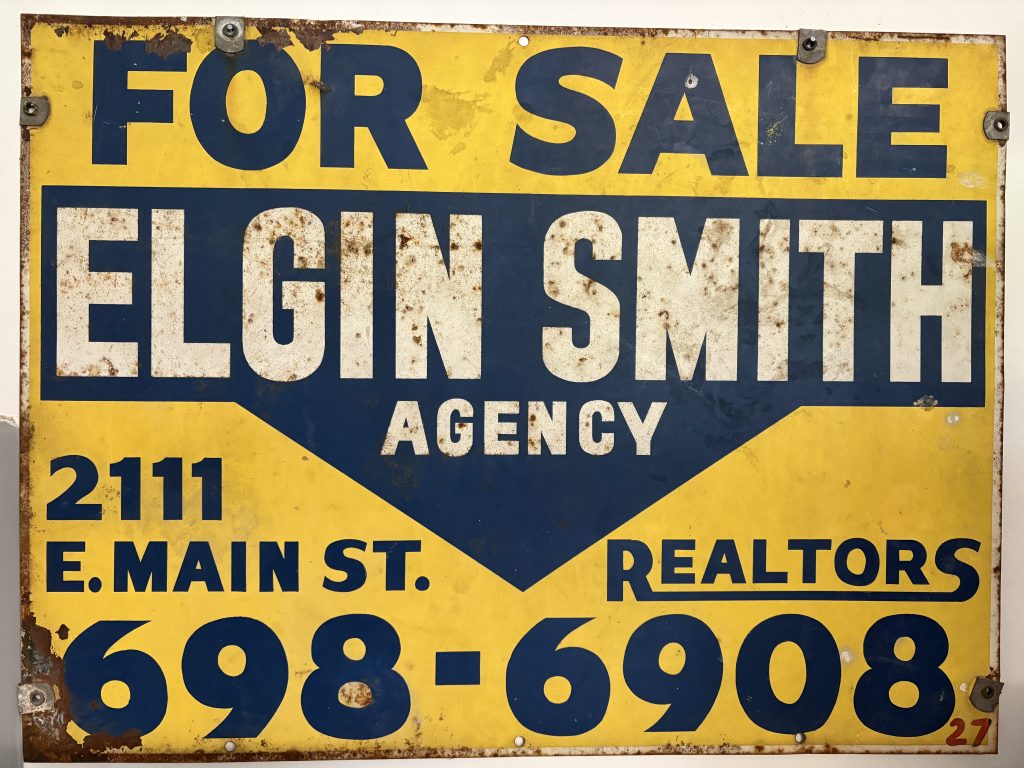 FOR SALE
ELGIN SMITH
AGENCY
2111
E. MAIN ST.
REALTORS
698-6908
27